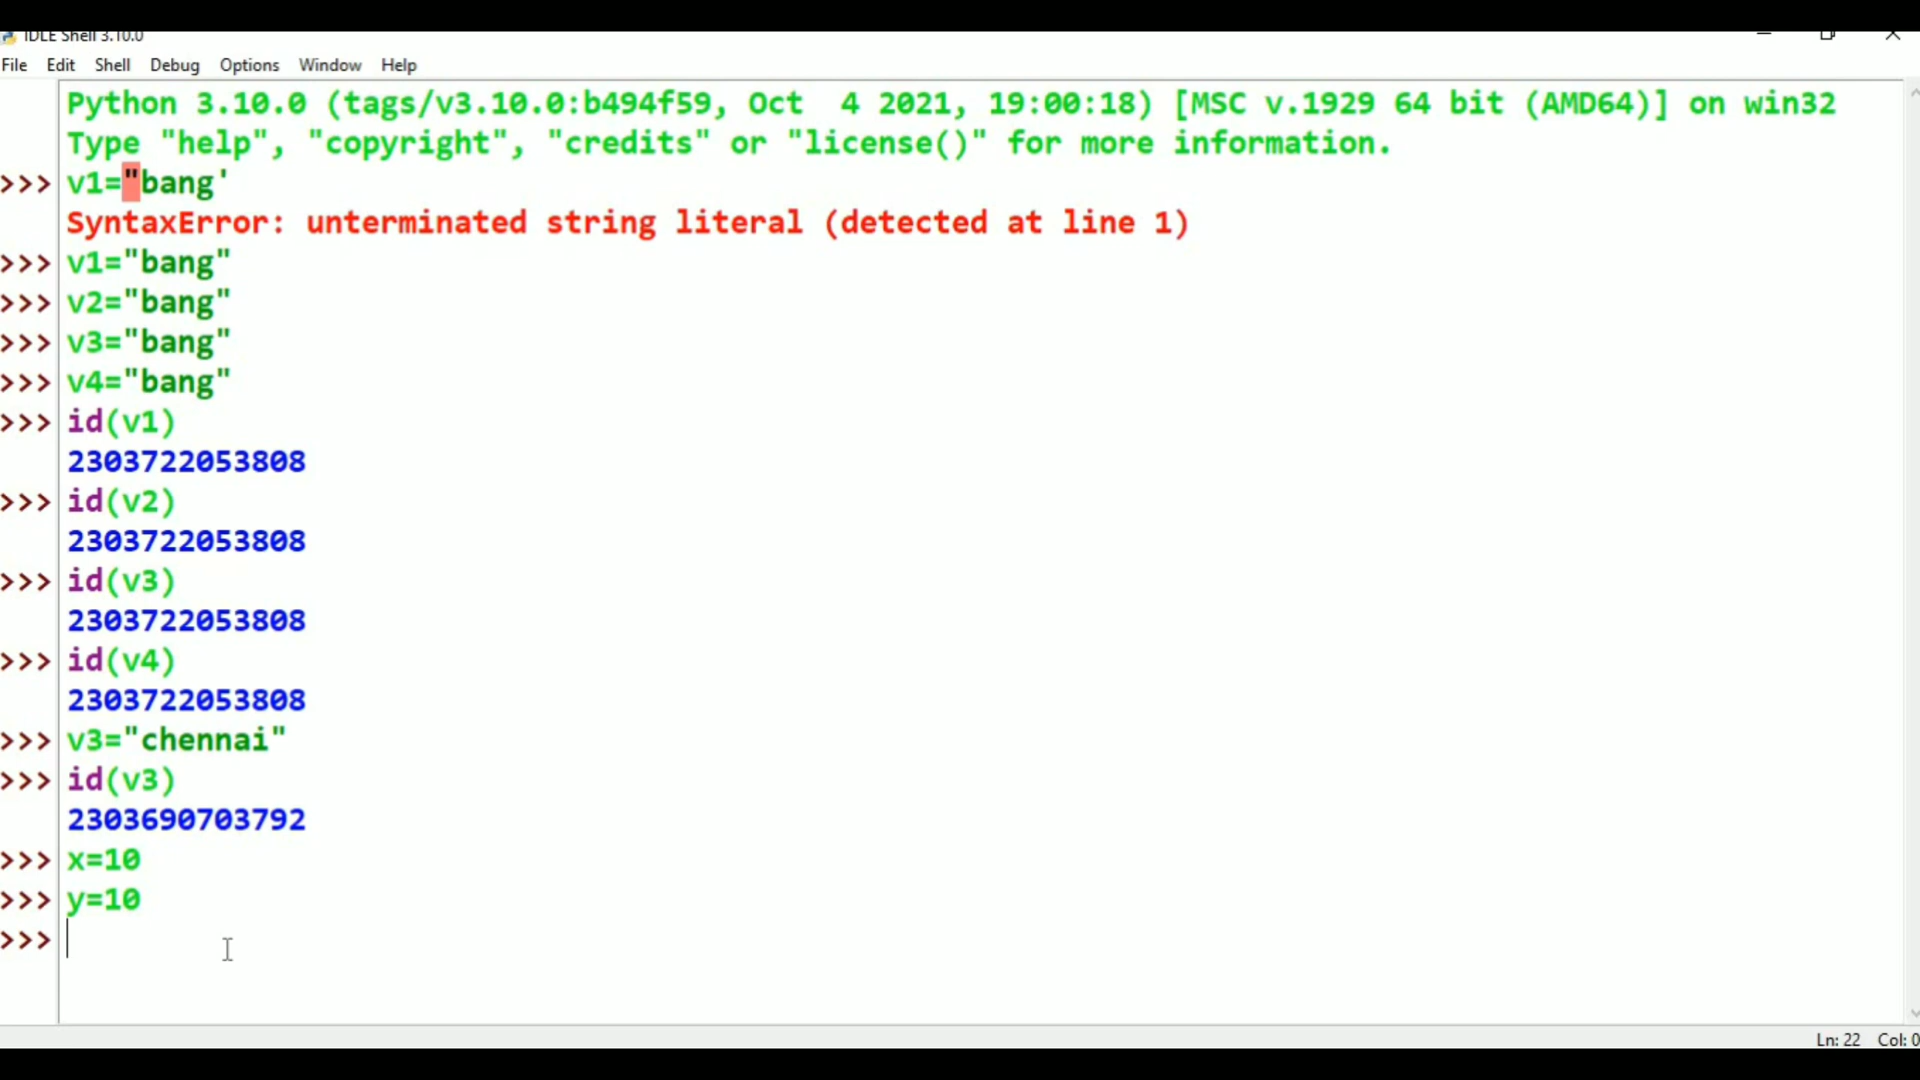 IDLE Shell 3.10.0
File Edit Shell Debug Options Window Help
Python 3.10.0 (tags/v3.10.0:b494f59, Oct  4 2021, 19:00:18) [MSC v.1929 64 bit (AMD64)] on win32
Type "help", "copyright", "credits" or "license()" for more information.
>>> v1="bang'
SyntaxError: unterminated string literal (detected at line 1)
>>> v1="bang"
>>> v2="bang"
>>> v3="bang"
>>> v4="bang"
>>> id(v1)
2303722053808
>>> id(v2)
2303722053808
>>> id(v3)
2303722053808
>>> id(v4)
2303722053808
>>> v3="chennai"
>>> id(v3)
2303690703792
>>> x=10
>>> y=10
>>>
Ln: 22 Col: 0